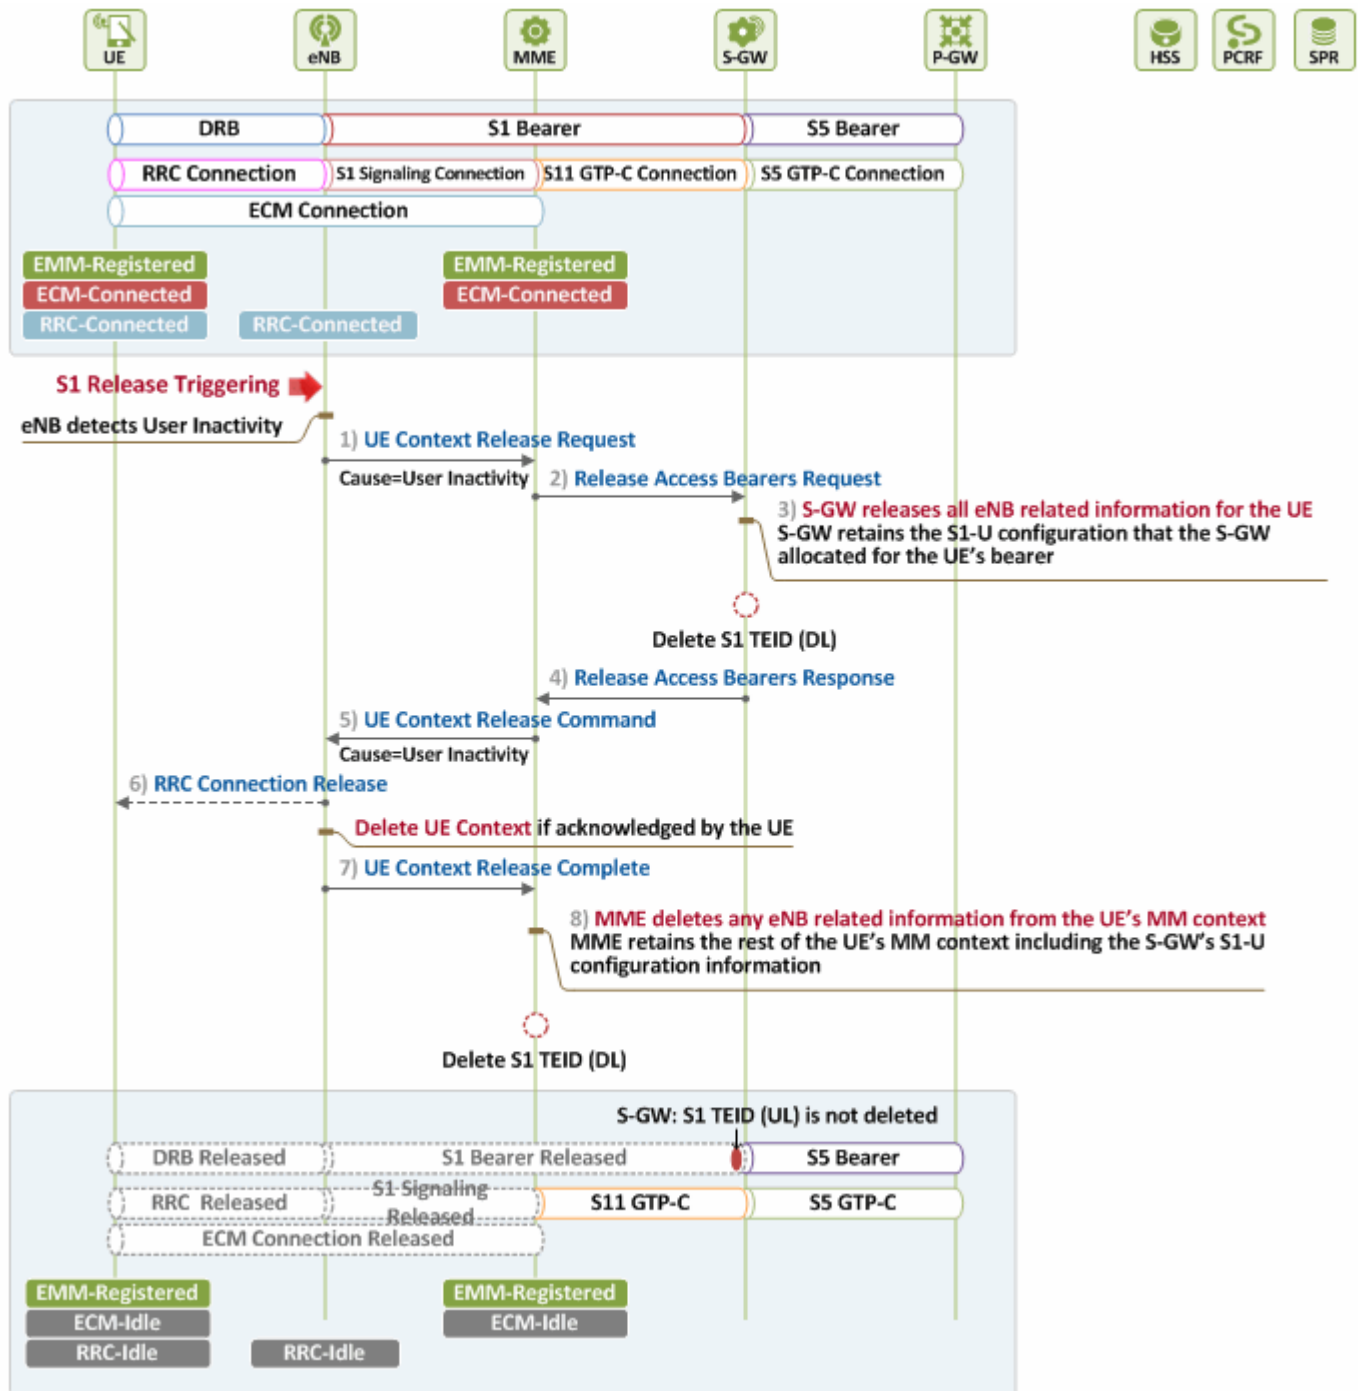 UE
eNB
MME
S-GW
P-GW
HSS
PCRF
SPR
DRB
S1 Bearer
S5 Bearer
RRC Connection
S1 Signaling Connection
S11 GTP-C Connection
S5 GTP-C Connection
ECM Connection
EMM-Registered
EMM-Registered
ECM-Connected
ECM-Connected
RRC-Connected
RRC-Connected
S1 Release Triggering
eNB detects User Inactivity
1) UE Context Release Request
Cause=User Inactivity
2) Release Access Bearers Request
3) S-GW releases all eNB related information for the UE
S-GW retains the S1-U configuration that the S-GW
allocated for the UE's bearer
Delete S1 TEID (DL)
4) Release Access Bearers Response
5) UE Context Release Command
Cause=User Inactivity
6) RRC Connection Release
Delete UE Context if acknowledged by the UE
7) UE Context Release Complete
8) MME deletes any eNB related information from the UE's MM context
MME retains the rest of the UE's MM context including the S-GW's S1-U
configuration information
Delete S1 TEID (DL)
S-GW: S1 TEID (UL) is not deleted
DRB Released
S1 Bearer Released
S5 Bearer
RRC Released
S1 Signaling
Released
S11 GTP-C
S5 GTP-C
ECM Connection Released
EMM-Registered
EMM-Registered
ECM-Idle
ECM-Idle
RRC-Idle
RRC-Idle